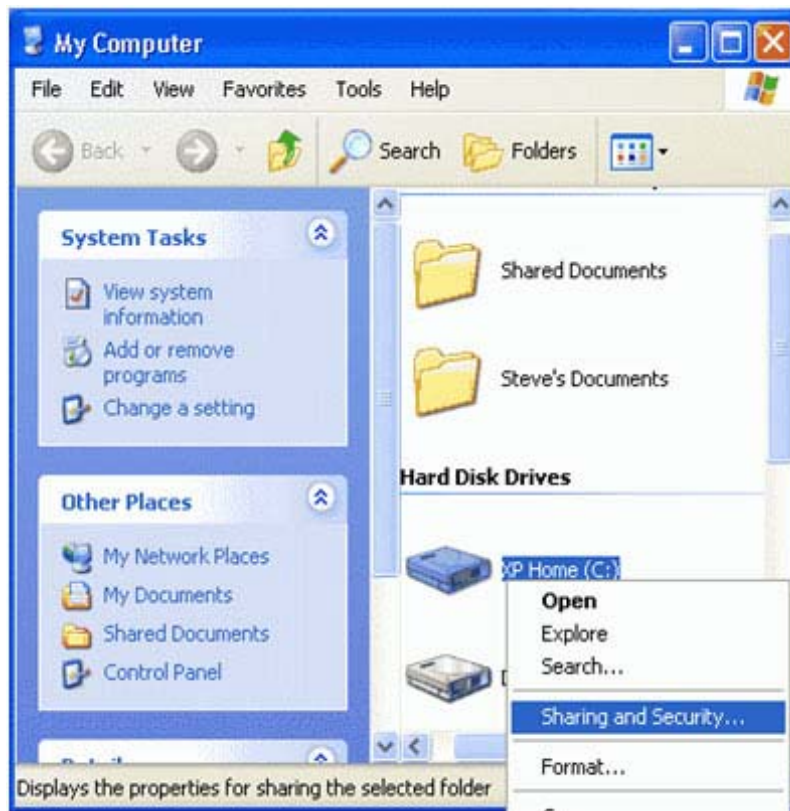 My Computer
File Edit View Favorites Tools Help
Back Search Folders
System Tasks
View system
information
Add or remove
programs
Change a setting
Other Places
My Network Places
My Documents
Shared Documents
Control Panel
Shared Documents
Steve's Documents
Hard Disk Drives
XP Home (C:)
Open
Explore
Search...
Sharing and Security...
Format...
Displays the properties for sharing the selected folder